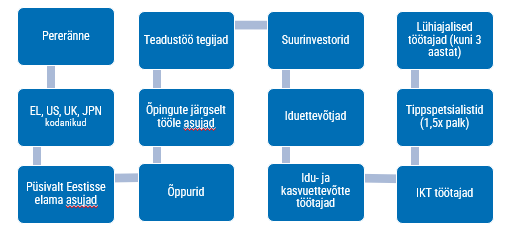 Pereränne
EL, US, UK, JPN
kodanikud
Püsivalt Eestisse
elama asujad
Õppurid
Õpingute järgselt
tööle asujad
Teadustöö tegijad
Suurinvestorid
Iduettevõtjad
Idu- ja
kasvuettevõtte
töötajad
IKT töötajad
Tippspetsialistid
(1,5x palk)
Lühiajalised
töötajad (kuni 3
aastat)